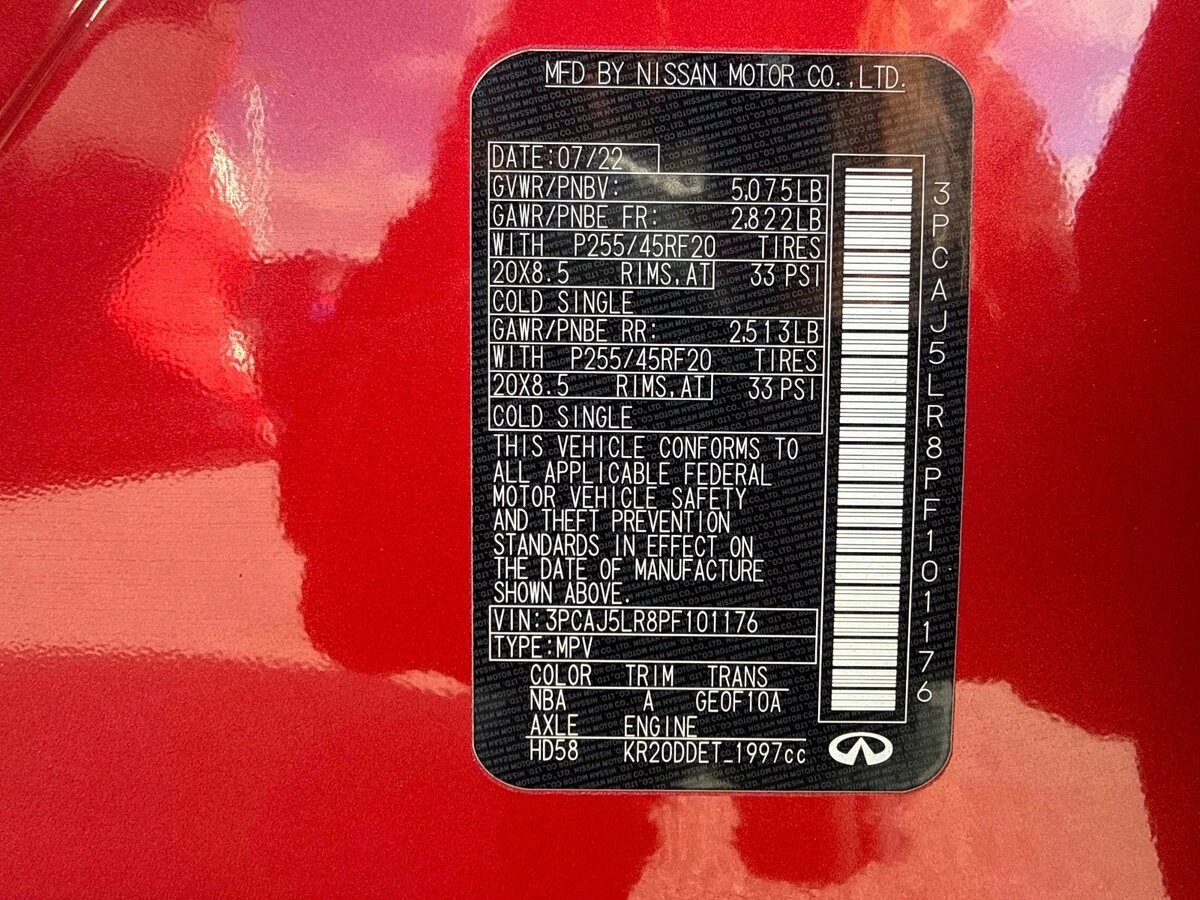 MFD BY NISSAN MOTOR CO.,LTD.
DATE:07/22
GVWR/PNBV: 5,075LB
GAWR/PNBE FR: 2,822LB
WITH P255/45RF20 TIRES
20X8.5 RIMS,AT 33 PSI
COLD SINGLE
GAWR/PNBE RR: 2,513LB
WITH P255/45RF20 TIRES
20X8.5 RIMS,AT 33 PSI
COLD SINGLE
THIS VEHICLE CONFORMS TO
ALL APPLICABLE FEDERAL
MOTOR VEHICLE SAFETY
AND THEFT PREVENTION
STANDARDS IN EFFECT ON
THE DATE OF MANUFACTURE
SHOWN ABOVE.
VIN:3PCAJ5LR8PF101176
TYPE:MPV
COLOR TRIM TRANS
NBA A GE0F10A
AXLE ENGINE
HD58 KR20DDET_1997cc
3PCAJ5LR8PF101176